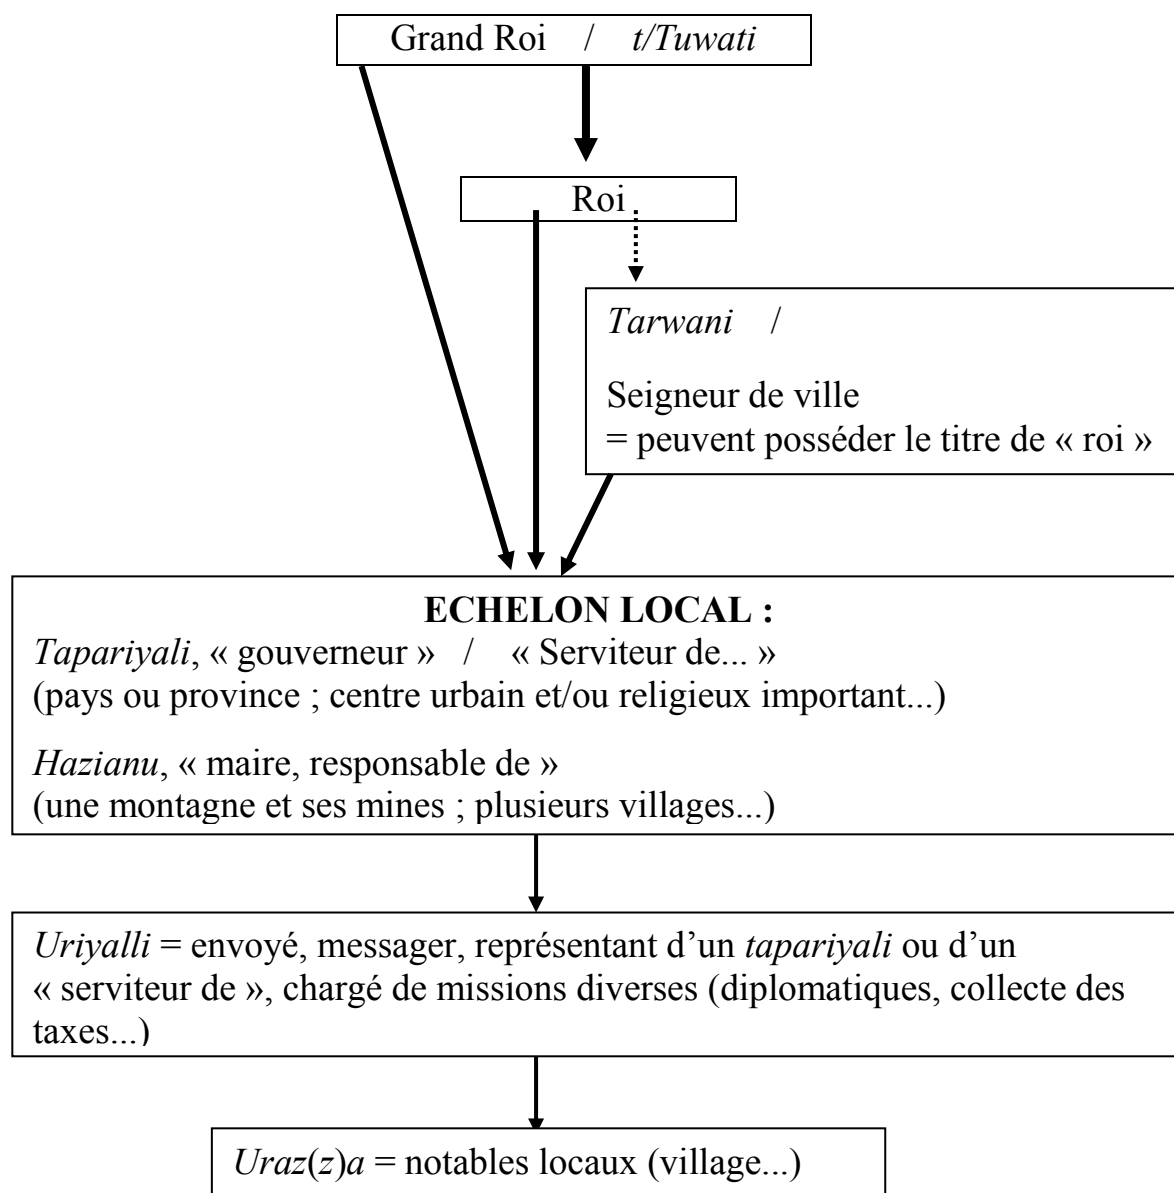 Grand Roi / t/Tuwati
Roi
Tarwani /
Seigneur de ville
= peuvent posséder le titre de « roi »
ECHELON LOCAL :
Tapariyali, « gouverneur » / « Serviteur de... »
(pays ou province ; centre urbain et/ou religieux important...)
Hazianu, « maire, responsable de »
(une montagne et ses mines ; plusieurs villages...)
Uriyalli = envoyé, messager, représentant d’un tapariyali ou d’un
« serviteur de », chargé de missions diverses (diplomatiques, collecte des
taxes...)
Uraz(z)a = notables locaux (village...)